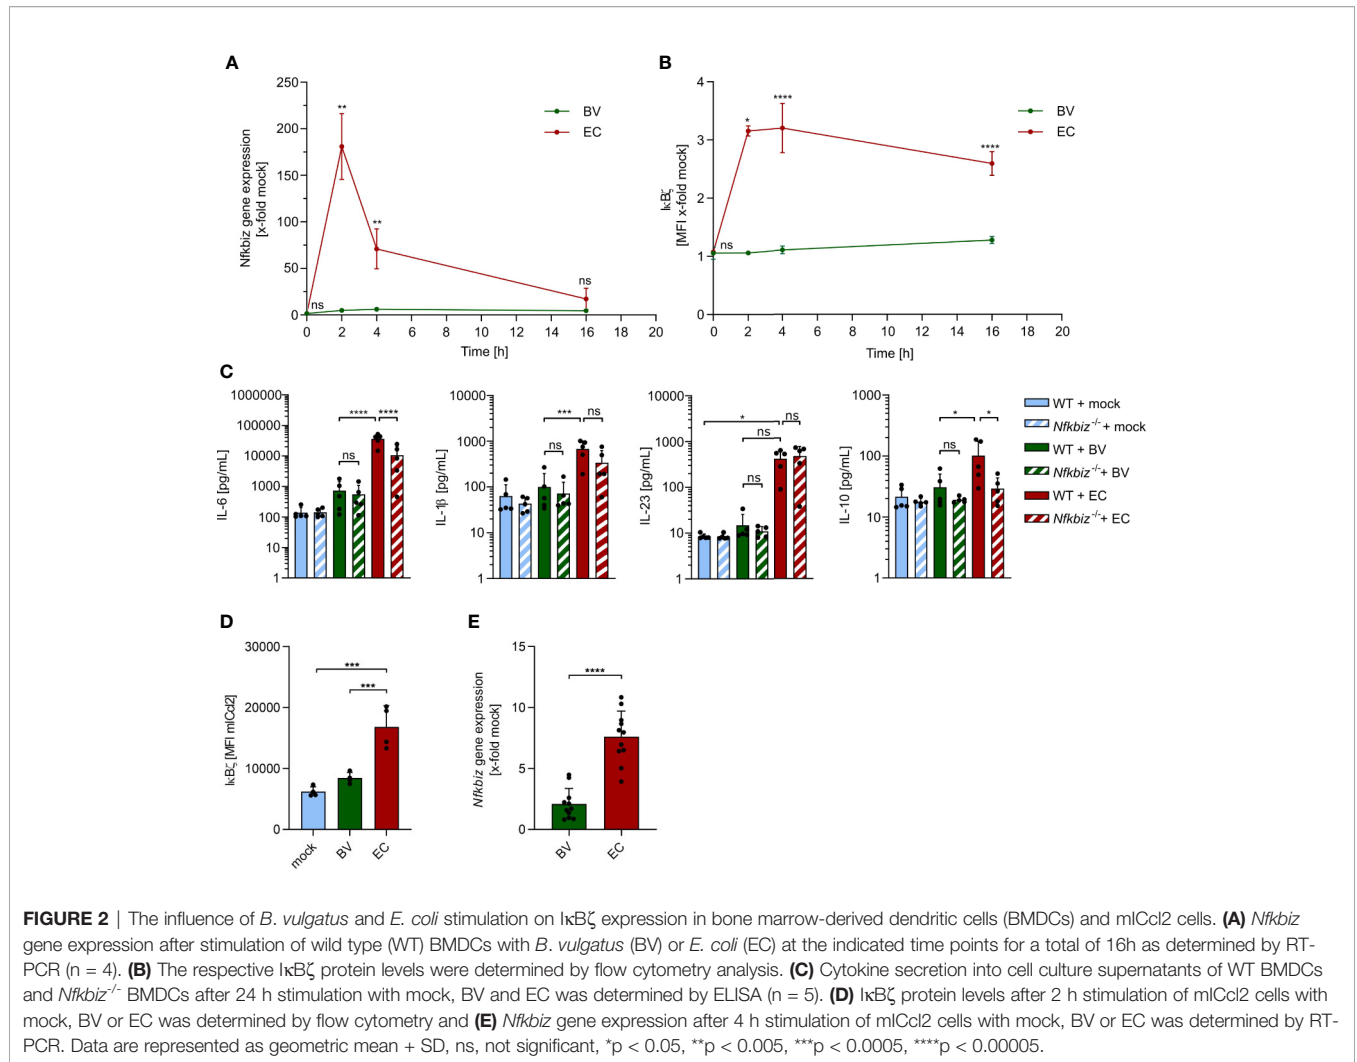 A
Nfkbiz gene expression
[x-fold mock]
250
200
150
100
50
0
**
**
ns
ns
BV
EC
0 2 4 6 8 10 12 14 16 18 20
Time [h]
B
IκBζ
[MFI x-fold mock]
4
3
2
1
0
*
****
****
ns
BV
EC
0 2 4 6 8 10 12 14 16 18 20
Time [h]
C
IL-6 [pg/mL]
1000000
100000
10000
1000
100
10
1
**** ****
ns
IL-1β [pg/mL]
10000
1000
100
10
1
*** ns
ns
IL-23 [pg/mL]
10000
1000
100
10
1
* ns
ns
ns
IL-10 [pg/mL]
1000
100
10
1
* *
ns
WT + mock
Nfkbiz-/- + mock
WT + BV
Nfkbiz-/- + BV
WT + EC
Nfkbiz-/- + EC
D
IκBζ [MFI mICcl2]
30000
20000
10000
0
***
***
mock BV EC
E
Nfkbiz gene expression
[x-fold mock]
15
10
5
0
****
BV EC
FIGURE 2 | The influence of B. vulgatus and E. coli stimulation on IκBζ expression in bone marrow-derived dendritic cells (BMDCs) and mICcl2 cells. (A) Nfkbiz
gene expression after stimulation of wild type (WT) BMDCs with B. vulgatus (BV) or E. coli (EC) at the indicated time points for a total of 16h as determined by RT-
PCR (n = 4). (B) The respective IκBζ protein levels were determined by flow cytometry analysis. (C) Cytokine secretion into cell culture supernatants of WT BMDCs
and Nfkbiz-/- BMDCs after 24 h stimulation with mock, BV and EC was determined by ELISA (n = 5). (D) IκBζ protein levels after 2 h stimulation of mICcl2 cells with
mock, BV or EC was determined by flow cytometry and (E) Nfkbiz gene expression after 4 h stimulation of mICcl2 cells with mock, BV or EC was determined by RT-
PCR. Data are represented as geometric mean + SD, ns, not significant, *p < 0.05, **p < 0.005, ***p < 0.0005, ****p < 0.00005.